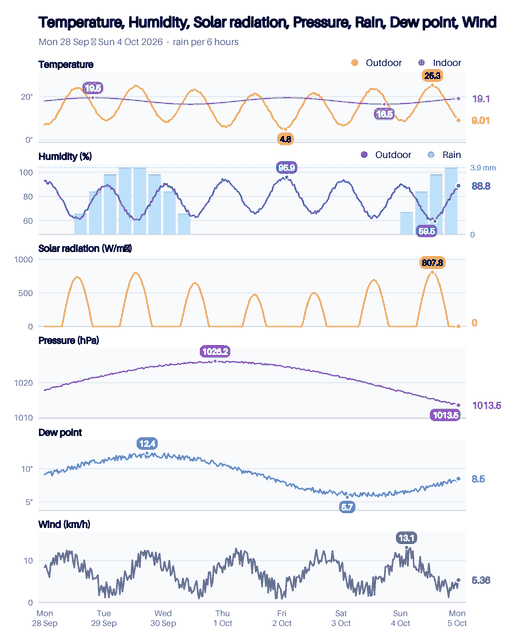 Temperature, Humidity, Solar radiation, Pressure, Rain, Dew point, Wind
Mon 28 Sep Sun 4 Oct 2026 · rain per 6 hours
Temperature
Outdoor Indoor
25.3
19.5
20°
19.1
16.5
9.01
0°
4.8
Humidity (%)
Outdoor Rain
95.9
3.9 mm
100
88.8
80
60
59.5
0
Solar radiation (W/m)
1000
807.8
500
0
0
Pressure (hPa)
1026.2
1020
1013.5
1010
1013.5
Dew point
12.4
10°
8.5
5°
5.7
Wind (km/h)
13.1
10
5.36
0
Mon Tue Wed Thu Fri Sat Sun Mon
28 Sep 29 Sep 30 Sep 1 Oct 2 Oct 3 Oct 4 Oct 5 Oct